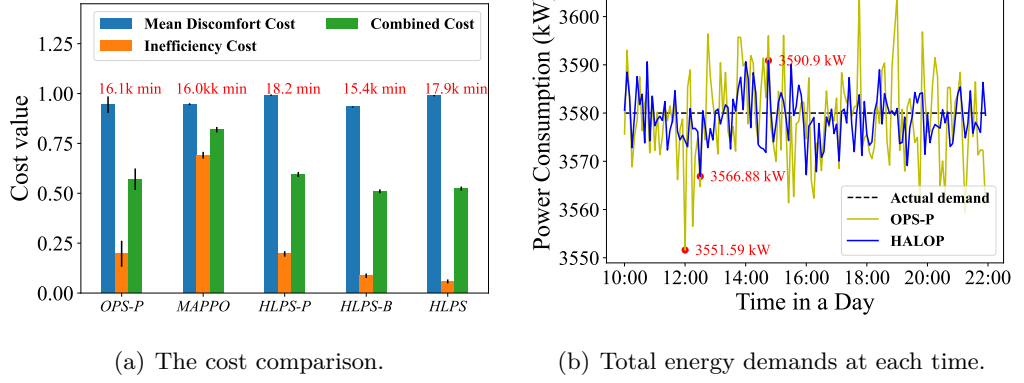 Mean Discomfort Cost
Inefficiency Cost
Combined Cost
1.25
1.00
0.75
0.50
0.25
0.00
Cost value
16.1k min
16.0kk min
18.2 min
15.4k min
17.9k min
OPS-P
MAPPO
HLPS-P
HLPS-B
HLPS
(a) The cost comparison.
3600
3590
3580
3570
3560
3550
Power Consumption (kW)
3590.9 kW
3566.88 kW
3551.59 kW
Actual demand
OPS-P
HALOP
10:00
12:00
14:00
16:00
18:00
20:00
22:00
Time in a Day
(b) Total energy demands at each time.